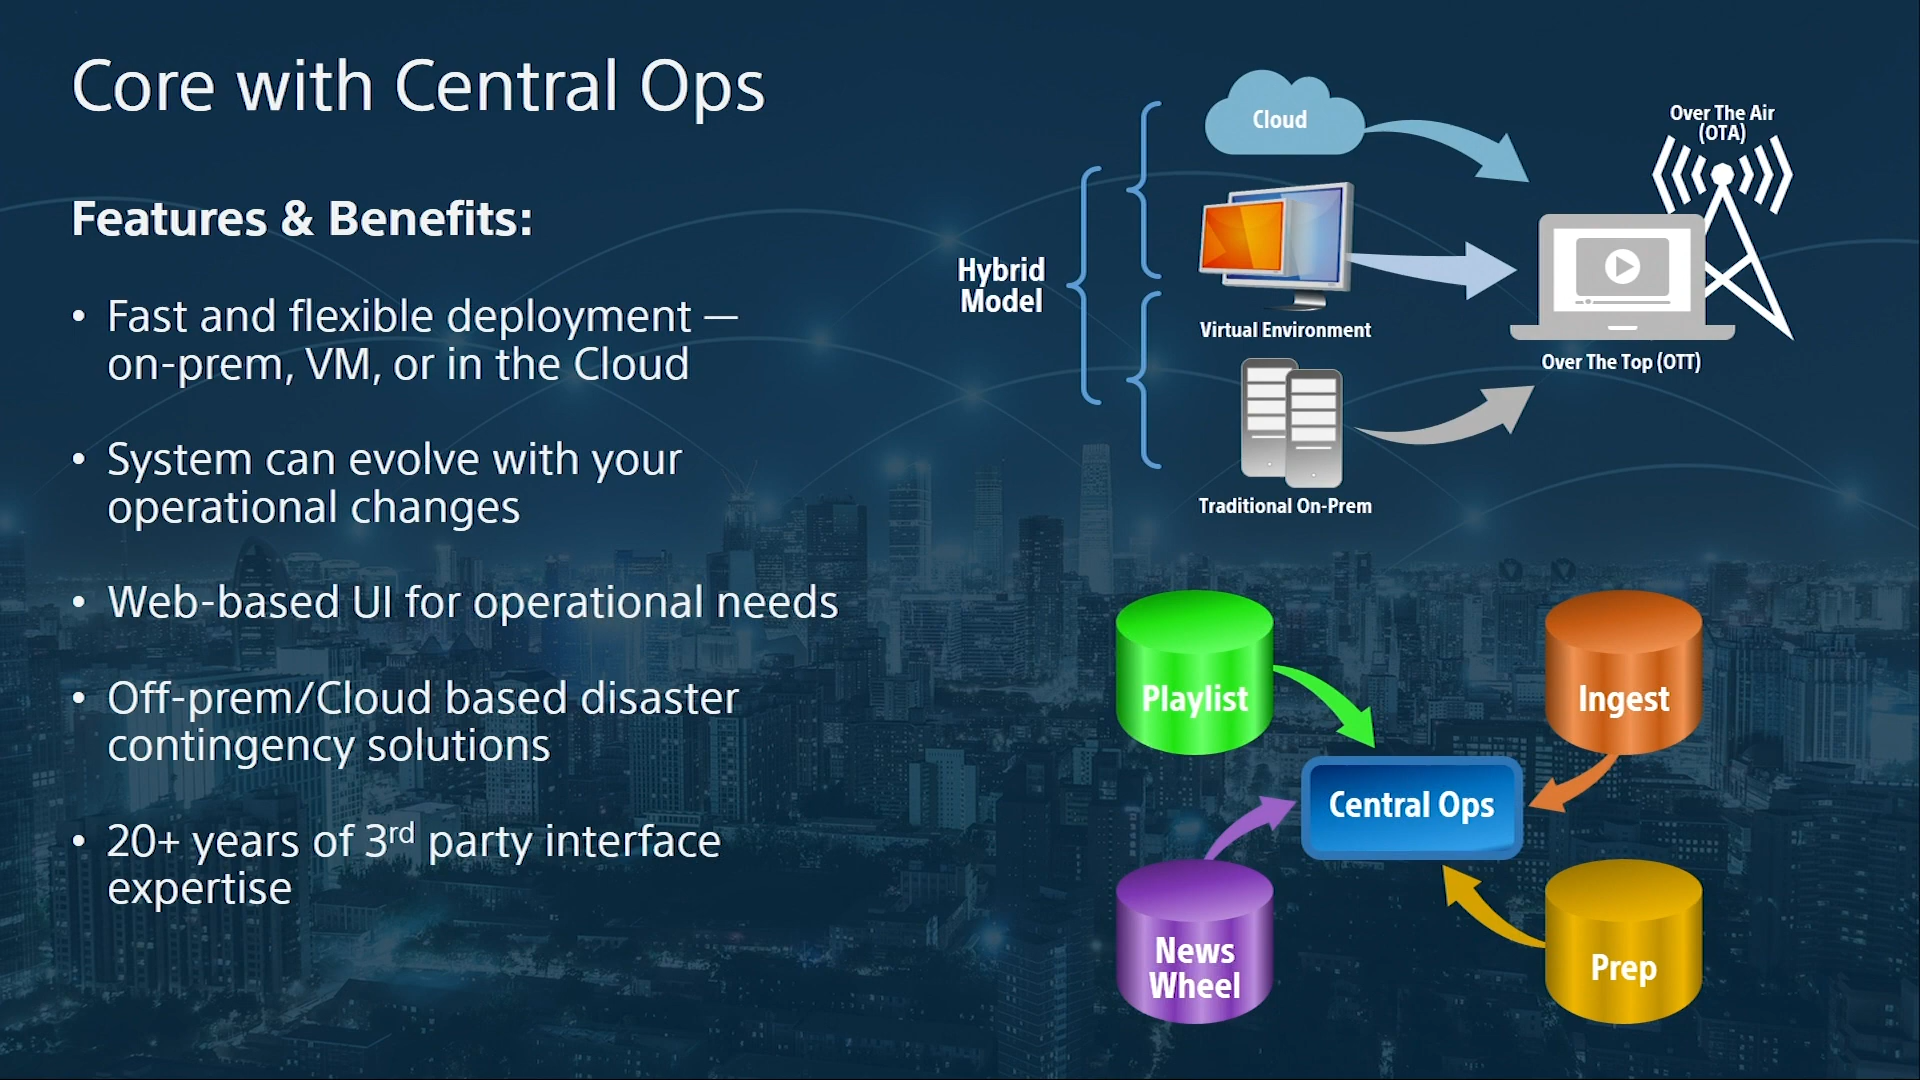 Core with Central Ops
Features & Benefits:
• Fast and flexible deployment —
on-prem, VM, or in the Cloud
• System can evolve with your
operational changes
• Web-based UI for operational needs
• Off-prem/Cloud based disaster
contingency solutions
• 20+ years of 3rd party interface
expertise
Cloud
Over The Air
(OTA)
Hybrid
Model
Virtual Environment
Over The Top (OTT)
Traditional On-Prem
Playlist
Ingest
Central Ops
News
Wheel
Prep